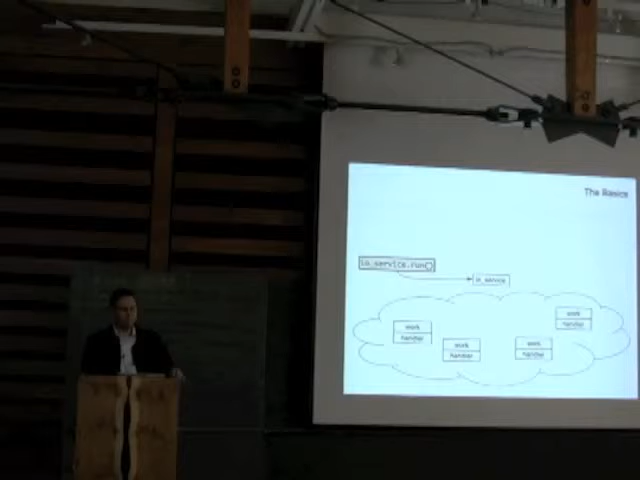 The Basics
io_service.run()
io_service
work
handler
work
handler
work
handler
work
handler